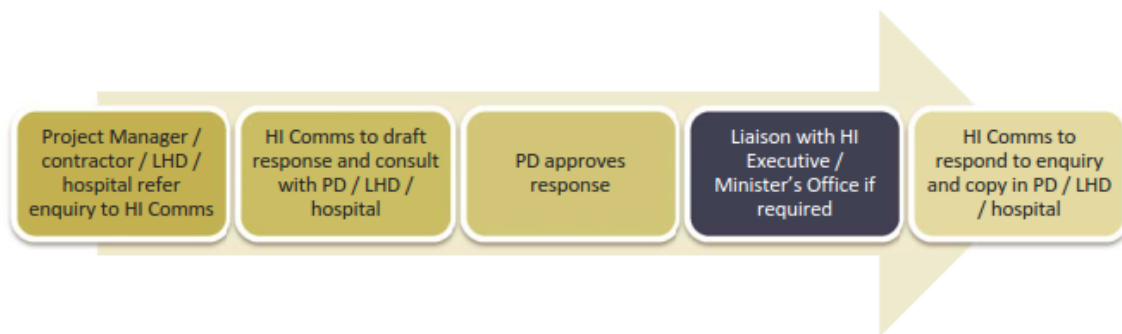 Project Manager /
contractor / LHD /
hospital refer
enquiry to HI Comms
HI Comms to draft
response and consult
with PD / LHD /
hospital
PD approves
response
Liaison with HI
Executive /
Minister's Office if
required
HI Comms to
respond to enquiry
and copy in PD / LHD
/ hospital